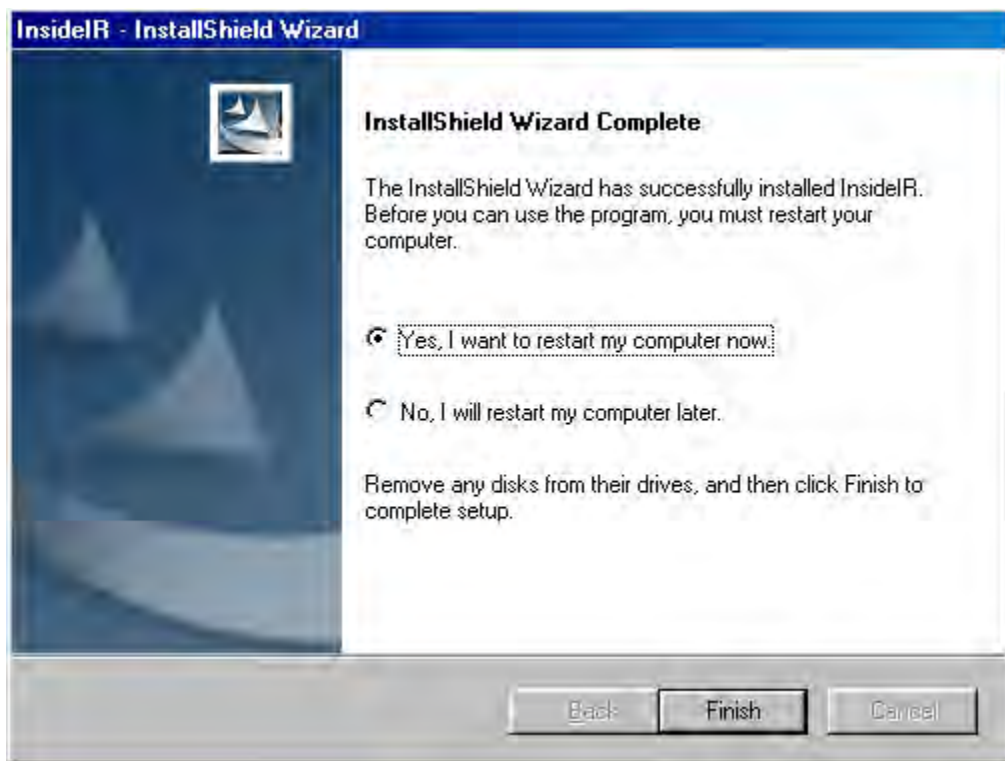 InsideIR - InstallShield Wizard
InstallShield Wizard Complete
The InstallShield Wizard has successfully installed InsideIR.
Before you can use the program, you must restart your
computer.
Yes, I want to restart my computer now.
No, I will restart my computer later.
Remove any disks from their drives, and then click Finish to
complete setup.
Back Finish Cancel